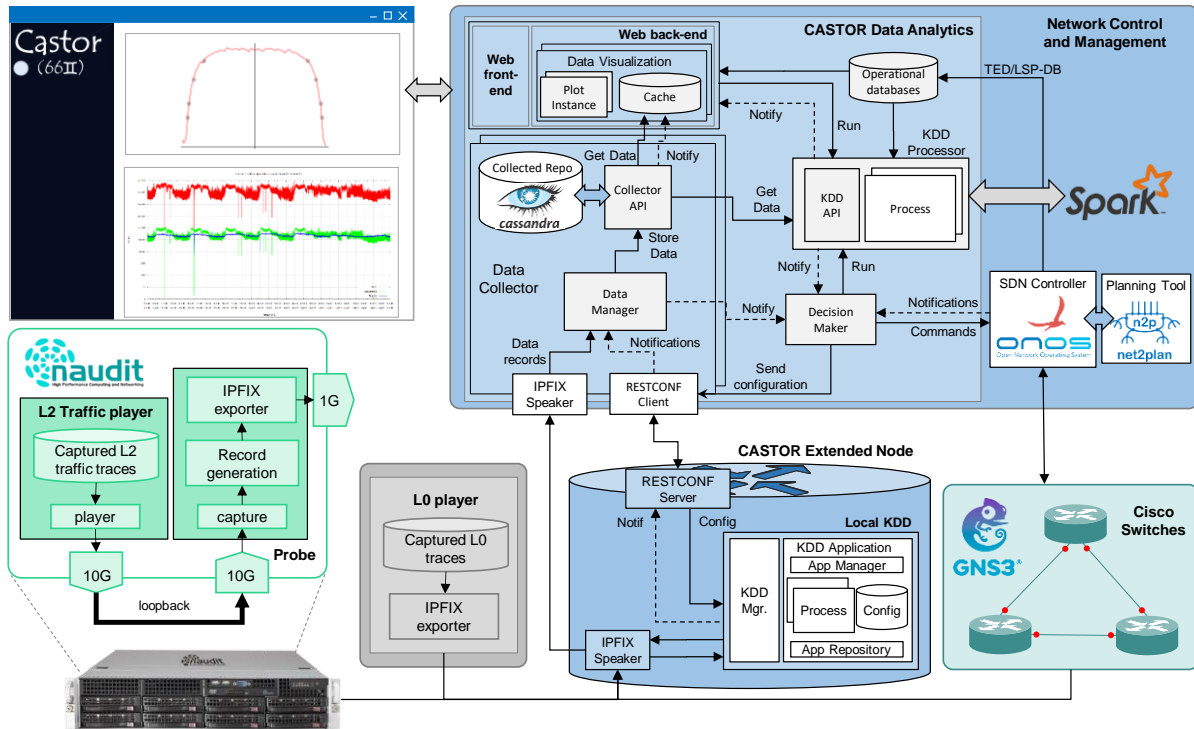 Castor
(66II)
Web back-end
CASTOR Data Analytics
Network Control
and Management
Web
front-
end
Data Visualization
Plot
Instance
Cache
Operational
databases
TED/LSP-DB
Notify
Run
KDD
Processor
Get Data
Notify
Collected Repo
cassandra
Collector
API
Get
Data
KDD
API
Process
Spark
Store
Data
Data
Collector
Data
Manager
Notify
Run
Notify
Decision
Maker
Notifications
Commands
SDN Controller
onos
Open Network Operating System
Planning Tool
n2p
net2plan
Data
records
Notifications
Send
configuration
IPFIX
Speaker
RESTCONF
Client
naudit
High Performance Computing and Networking
L2 Traffic player
Captured L2
traffic traces
player
IPFIX
exporter
Record
generation
capture
1G
Probe
10G
10G
loopback
naudit
L0 player
Captured L0
traces
IPFIX
exporter
CASTOR Extended Node
RESTCONF
Server
Notif
Config
Local KDD
KDD
Mgr.
KDD Application
App Manager
Process
Config
App Repository
IPFIX
Speaker
GNS3
Cisco
Switches